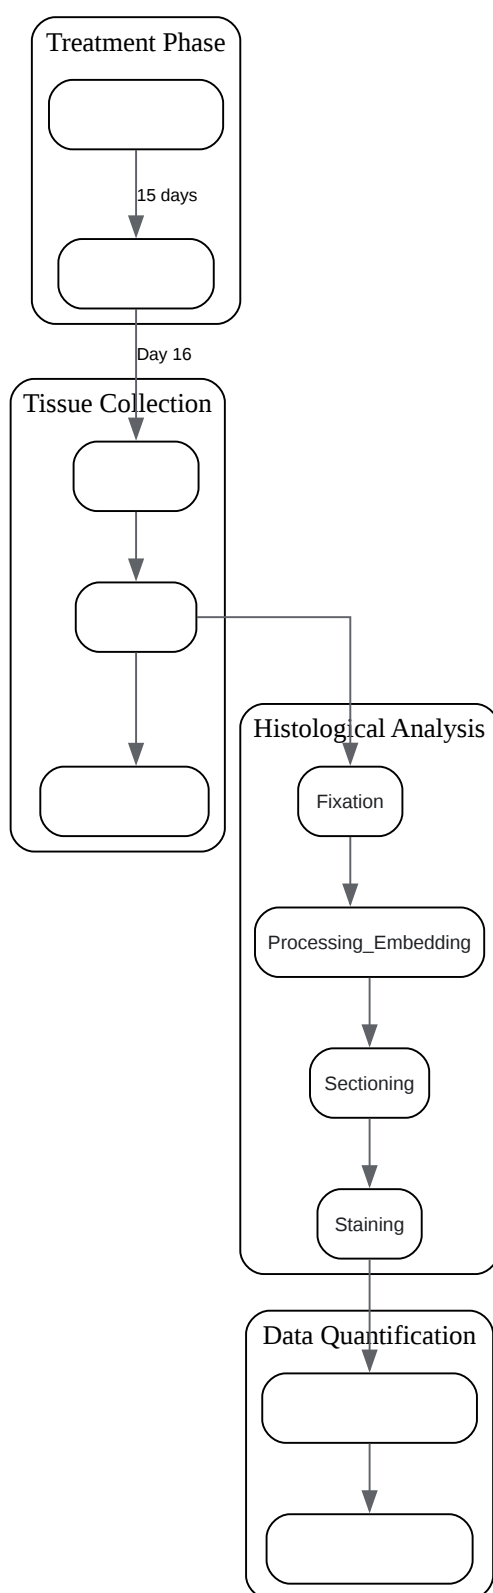 Treatment Phase
15 days
Day 16
Tissue Collection
Histological Analysis
Fixation
Processing_Embedding
Sectioning
Staining
Data Quantification